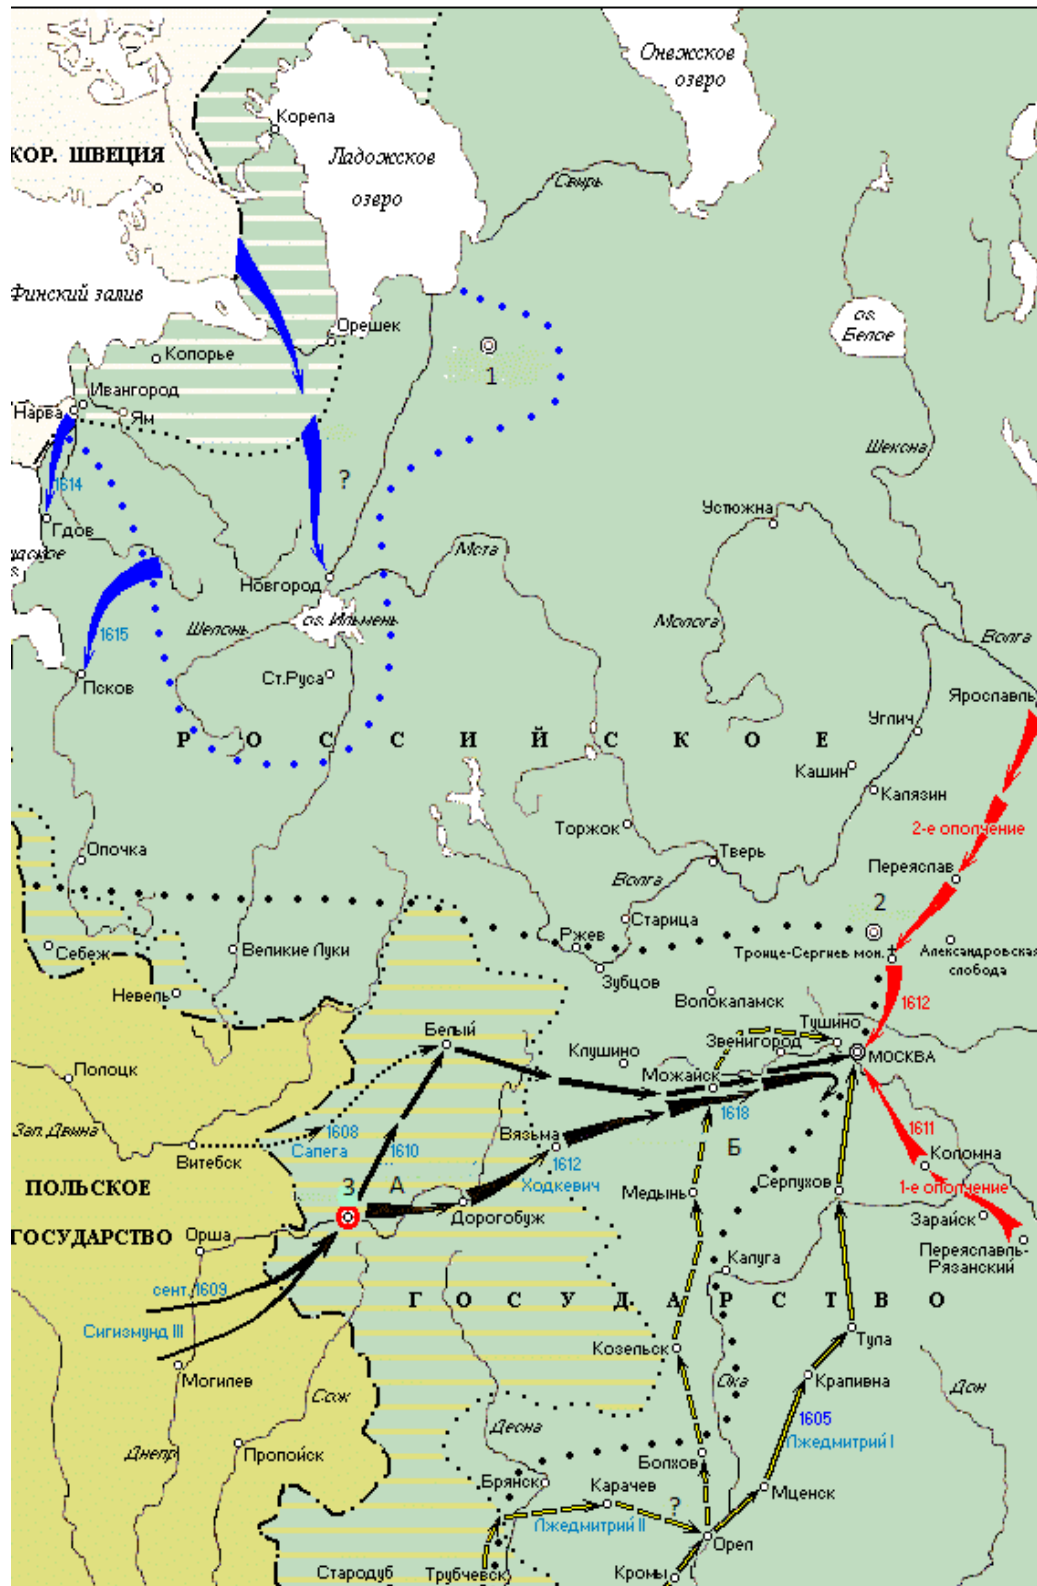 Онежское
озеро
Корела
КОР. ШВЕЦИЯ
Ладожское
озеро
Свирь
Финский залив
оз.
Белое
Орешек
Копорье
1
Ивангород
Нарва
Ям
Шексна
?
1614
Гдов
Устюжна
Мста
Новгород
оз. Ильмень
Шелонь
Молога
Волга
1615
Псков
Ст.Руса
Ярославль
Углич
РОССИЙСКОЕ
Кашин
Калязин
Торжок
2-е ополчение
Опочка
Тверь
Переяслав
Волга
Старица
2
Ржев
Себеж
Великие Луки
Троице-Сергиев мон.
Александровская
слобода
Зубцов
Невель
Волокаламск
1612
Белый
Тушино
Клушино
Звенигород
МОСКВА
Полоцк
Можайск
1618
Зап.Двина
1608
Сапега
1610
Вязьма
1611
Витебск
1612
Ходкевич
Б
Коломна
ПОЛЬСКОЕ
3
А
Медынь
Серпухов
1-е ополчение
Дорогобуж
Зарайск
ГОСУДАРСТВО
Орша
Переяславль-
Рязанский
Калуга
сент. 1609
ГОСУДАРСТВО
Сигизмунд III
Тула
Козельск
Могилев
Крапивна
Сож
Ока
Дон
Десна
1605
Лжедмитрий I
Днепр
Пропойск
Болхов
Брянск
Карачев
Мценск
?
Лжедмитрий II
Орел
Стародуб
Трубчевск
Кромы